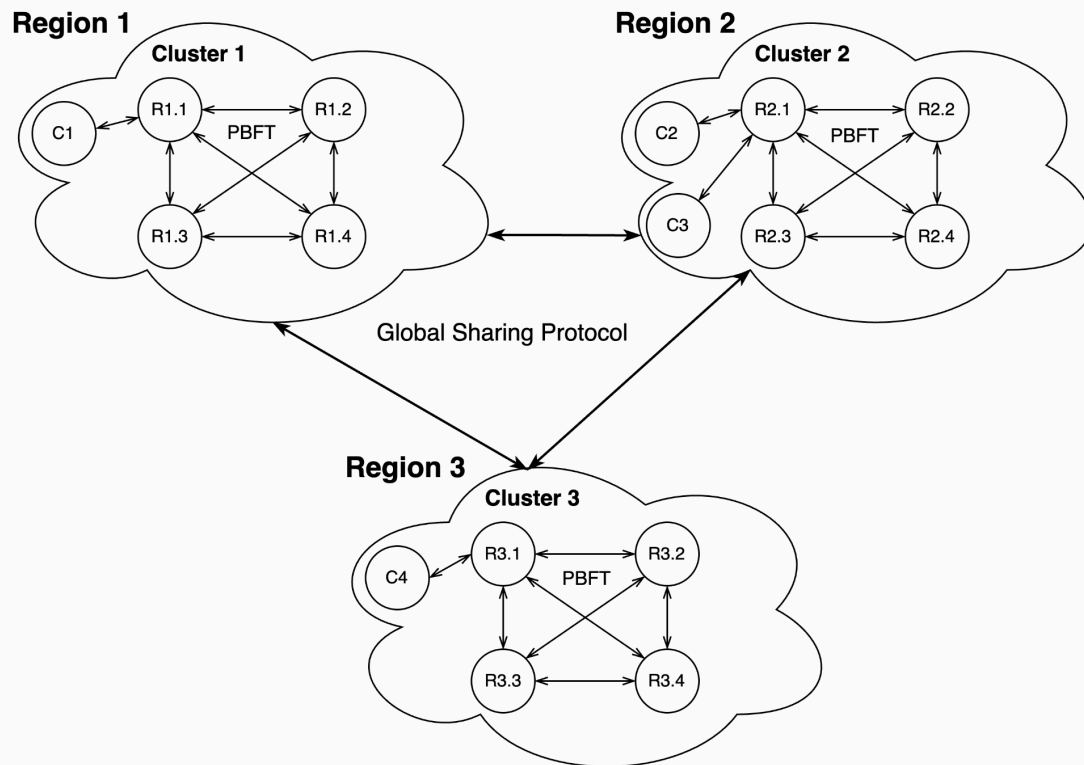 Region 1
Cluster 1
C1
R1.1
R1.2
PBFT
R1.3
R1.4
Region 2
Cluster 2
C2
R2.1
R2.2
PBFT
C3
R2.3
R2.4
Global Sharing Protocol
Region 3
Cluster 3
C4
R3.1
R3.2
PBFT
R3.3
R3.4